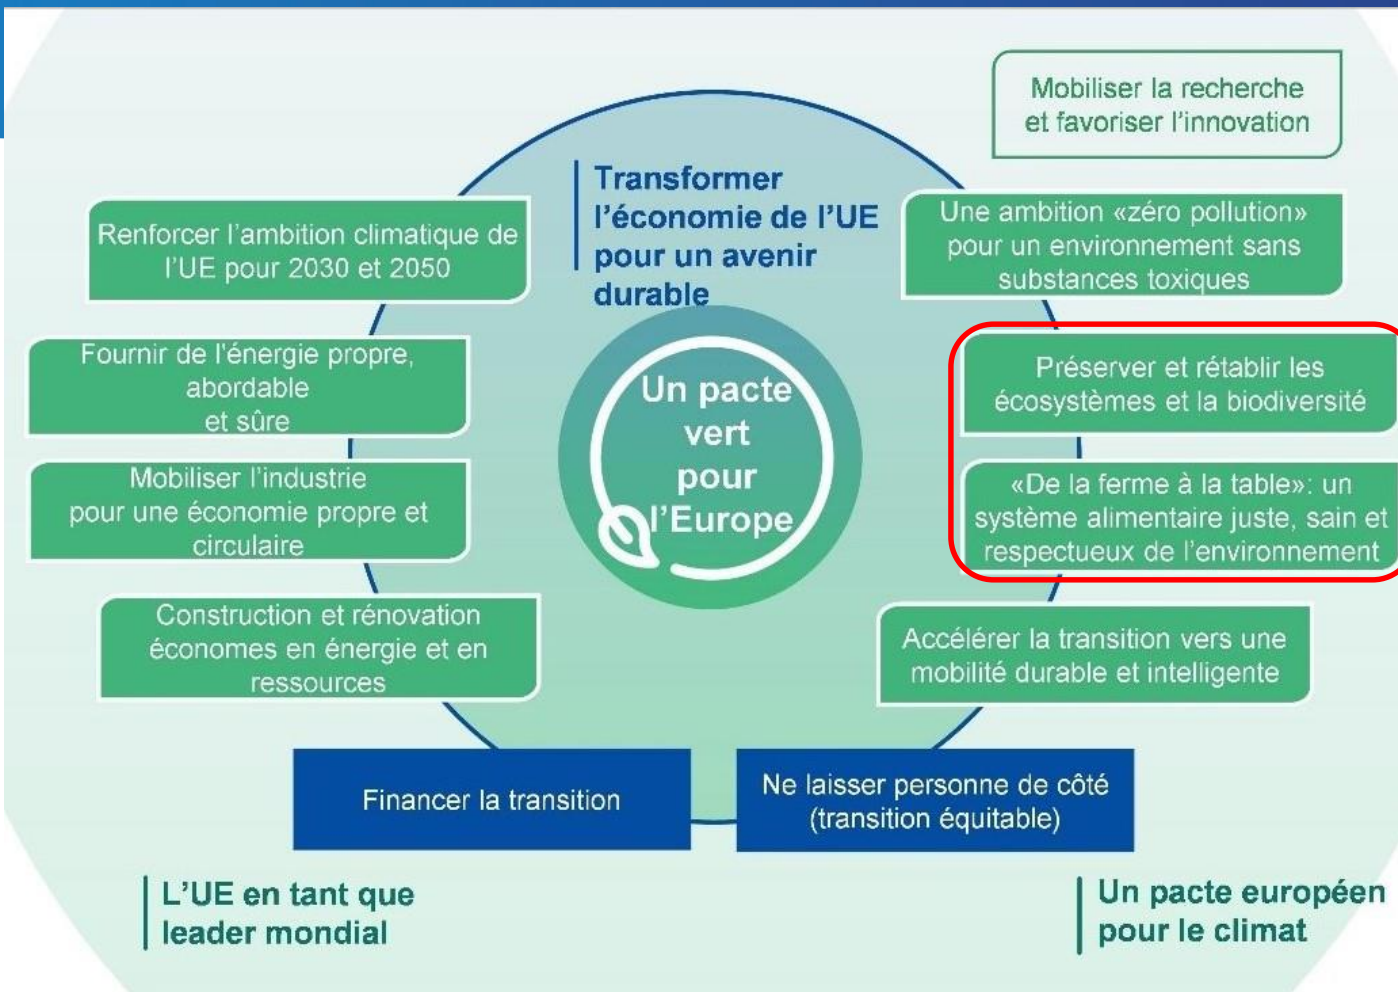 Mobiliser la recherche
et favoriser l’innovation
Transformer
l’économie de l’UE
pour un avenir
durable
Renforcer l’ambition climatique de
l’UE pour 2030 et 2050
Une ambition «zéro pollution»
pour un environnement sans
substances toxiques
Fournir de l'énergie propre,
abordable
et sûre
Préserver et rétablir les
écosystèmes et la biodiversité
Un pacte
vert
pour
l’Europe
Mobiliser l’industrie
pour une économie propre et
circulaire
«De la ferme à la table»: un
système alimentaire juste, sain et
respectueux de l’environnement
Construction et rénovation
économes en énergie et en
ressources
Accélérer la transition vers une
mobilité durable et intelligente
Financer la transition
Ne laisser personne de côté
(transition équitable)
L’UE en tant que
leader mondial
Un pacte européen
pour le climat